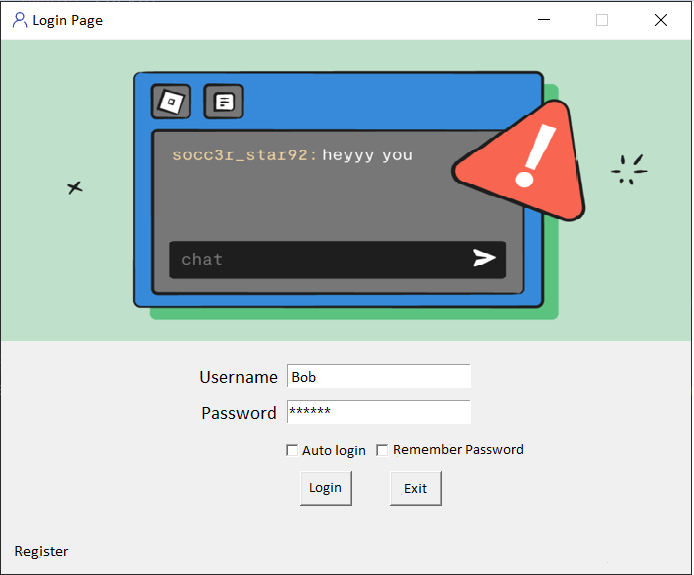 Login Page
socc3r_star92: heyyy you
chat
Username Bob
Password ******
Auto login Remember Password
Login Exit
Register